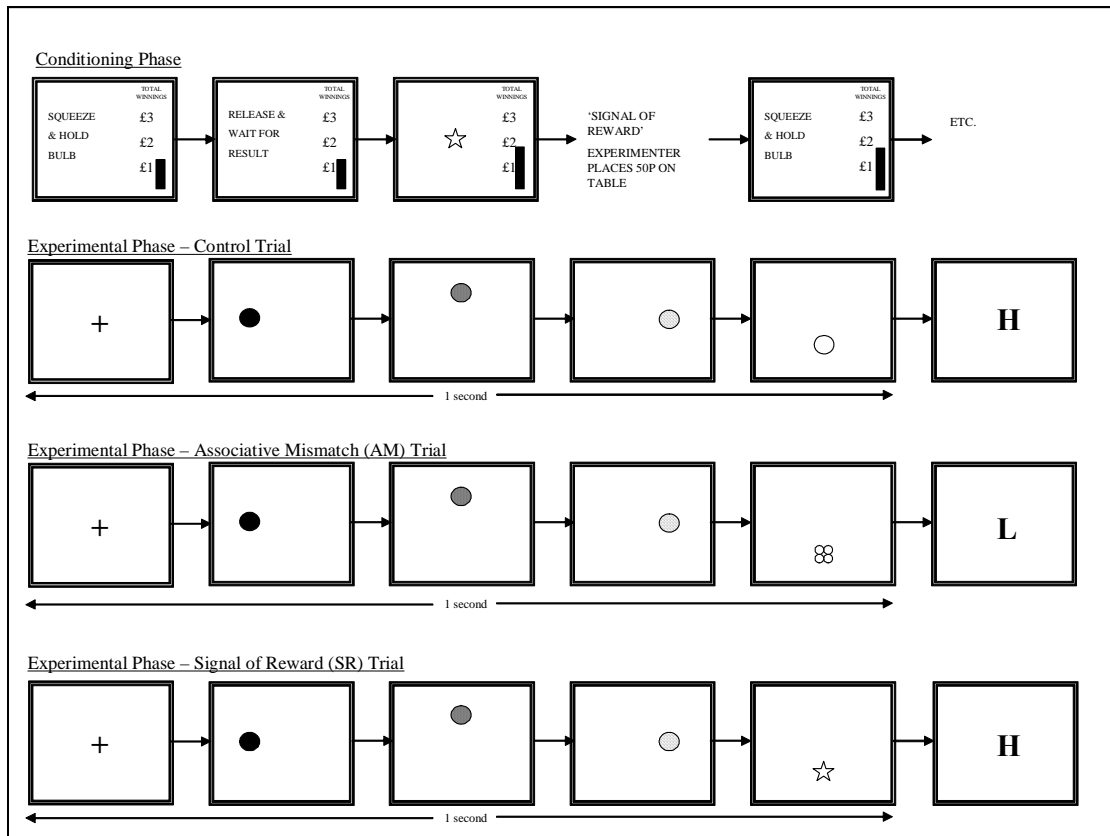 Conditioning Phase
TOTAL
WINNINGS
SQUEEZE
& HOLD
BULB
£3
£2
£1
TOTAL
WINNINGS
RELEASE &
WAIT FOR
RESULT
£3
£2
£1
TOTAL
WINNINGS
£3
£2
£1
‘SIGNAL OF
REWARD’
EXPERIMENTER
PLACES 50P ON
TABLE
TOTAL
WINNINGS
SQUEEZE
& HOLD
BULB
£3
£2
£1
ETC.
Experimental Phase – Control Trial
+
H
1 second
Experimental Phase – Associative Mismatch (AM) Trial
+
L
1 second
Experimental Phase – Signal of Reward (SR) Trial
+
H
1 second